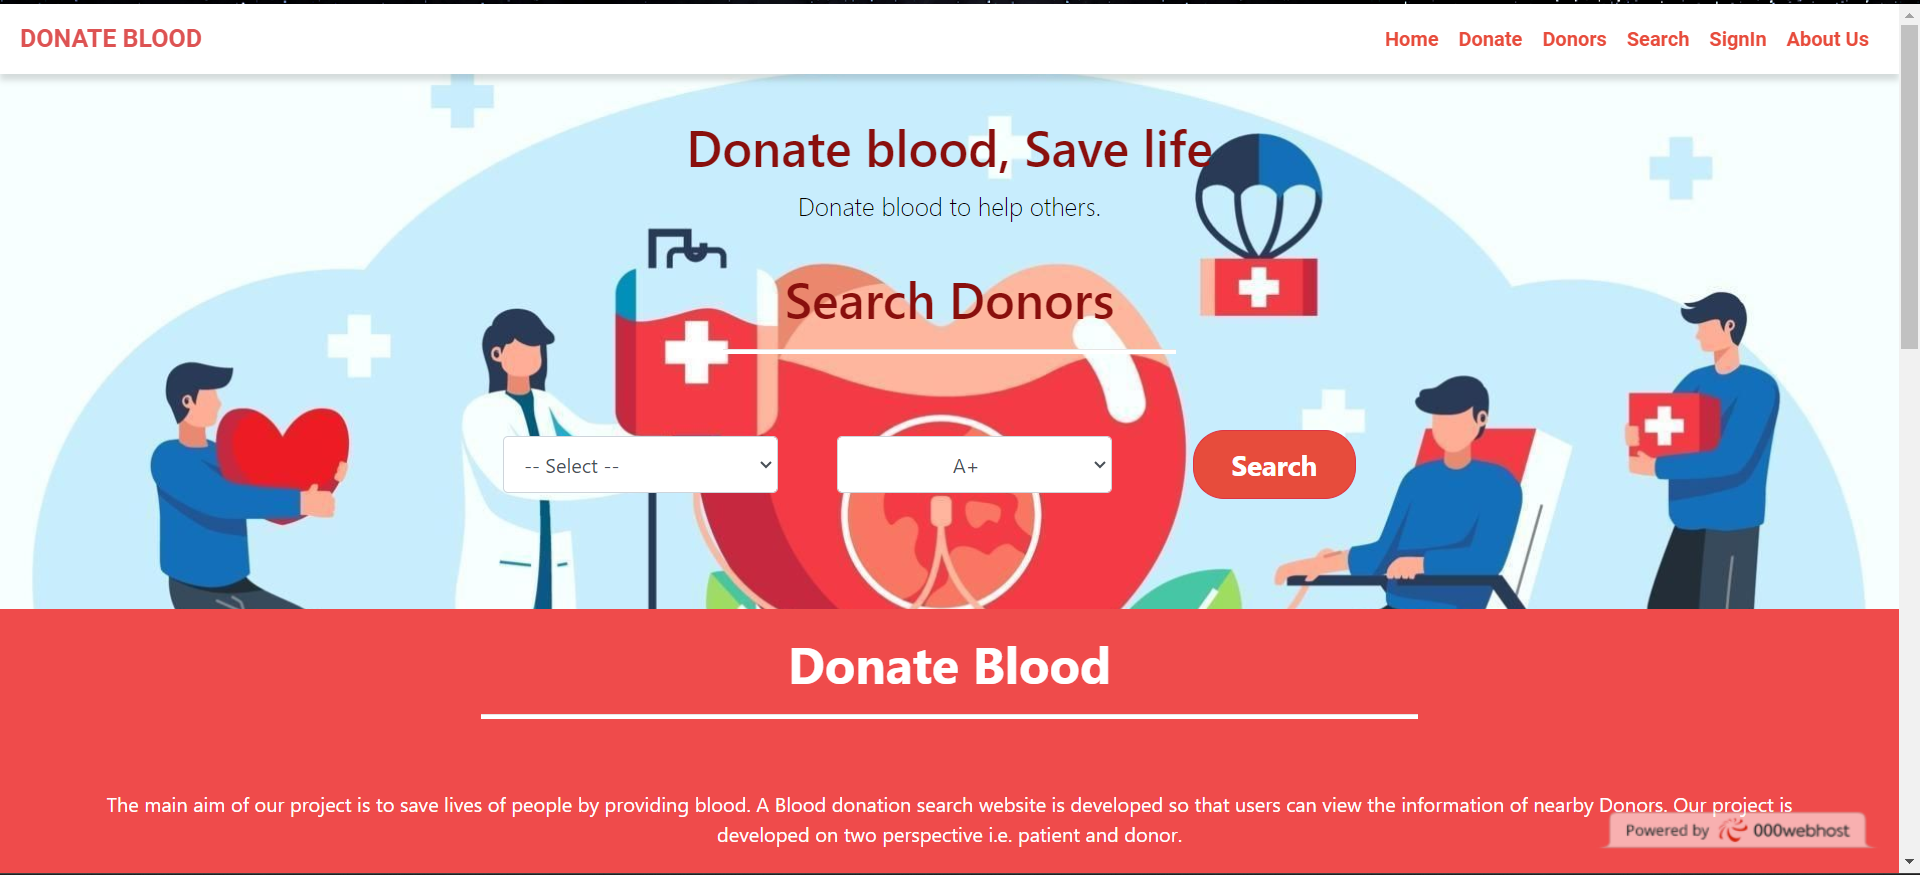 DONATE BLOOD
Home Donate Donors Search SignIn About Us
Donate blood, Save life
Donate blood to help others.
Search Donors
-- Select -- A+ Search
Donate Blood
The main aim of our project is to save lives of people by providing blood. A Blood donation search website is developed so that users can view the information of nearby Donors. Our project is
developed on two perspective i.e. patient and donor.
Powered by 000webhost